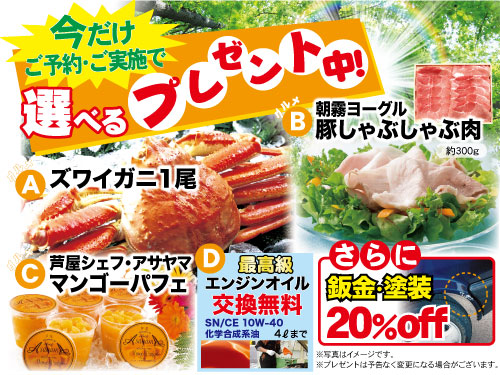 今だけ
ご予約・ご実施で
選べる
プレゼント中!
グルメ
A ズワイガニ1尾
B 朝霧ヨーグル
豚しゃぶしゃぶ肉
約300g
C 芦屋シェフ・アサヤマ
マンゴーパフェ
D 最高級
エンジンオイル
交換無料
SN/CE 10W-40
化学合成系油 4ℓまで
さらに
鈑金・塗装
20%off
※写真はイメージです。
※プレゼントは予告なく変更になる場合がございます。